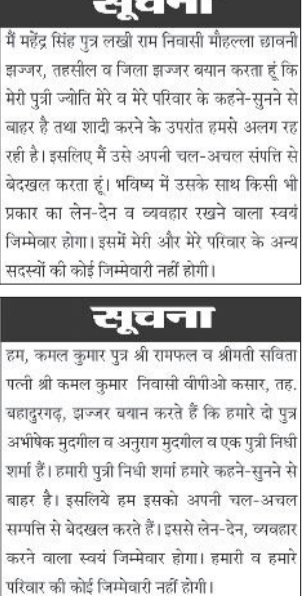 सूचना
मैं महेंद्र सिंह पुत्र लखी राम निवासी मौहल्ला छावनी
झज्जर, तहसील व जिला झज्जर बयान करता हूं कि
मेरी पुत्री ज्योति मेरे व मेरे परिवार के कहने-सुनने से
बाहर है तथा शादी करने के उपरांत हमसे अलग रह
रही है। इसलिए मैं उसे अपनी चल-अचल संपत्ति से
बेदखल करता हूं। भविष्य में उसके साथ किसी भी
प्रकार का लेन-देन व व्यवहार रखने वाला स्वयं
जिम्मेवार होगा। इसमें मेरी और मेरे परिवार के अन्य
सदस्यों की कोई जिम्मेवारी नहीं होगी।
सूचना
हम, कमल कुमार पुत्र श्री रामफल व श्रीमती सविता
पत्नी श्री कमल कुमार निवासी वीपीओ कसार, तह.
बहादुरगढ़, झज्जर बयान करते हैं कि हमारे दो पुत्र
अभीषेक मुदगील व अनुराग मुदगील व एक पुत्री निधी
शर्मा हैं। हमारी पुत्री निधी शर्मा हमारे कहने-सुनने से
बाहर है। इसलिये हम इसको अपनी चल-अचल
सम्पत्ति से बेदखल करते हैं। इससे लेन-देन, व्यवहार
करने वाला स्वयं जिम्मेवार होगा। हमारी व हमारे
परिवार की कोई जिम्मेवारी नहीं होगी।